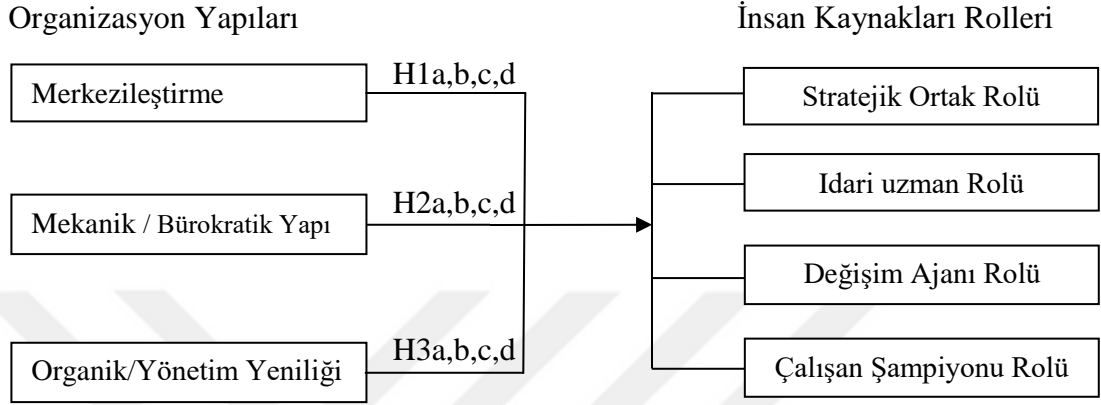 Organizasyon Yapıları
İnsan Kaynakları Rolleri
Merkezileştirme
H1a,b,c,d
Stratejik Ortak Rolü
Idari uzman Rolü
Mekanik / Bürokratik Yapı
H2a,b,c,d
Değişim Ajanı Rolü
Organik/Yönetim Yeniliği
H3a,b,c,d
Çalışan Şampiyonu Rolü